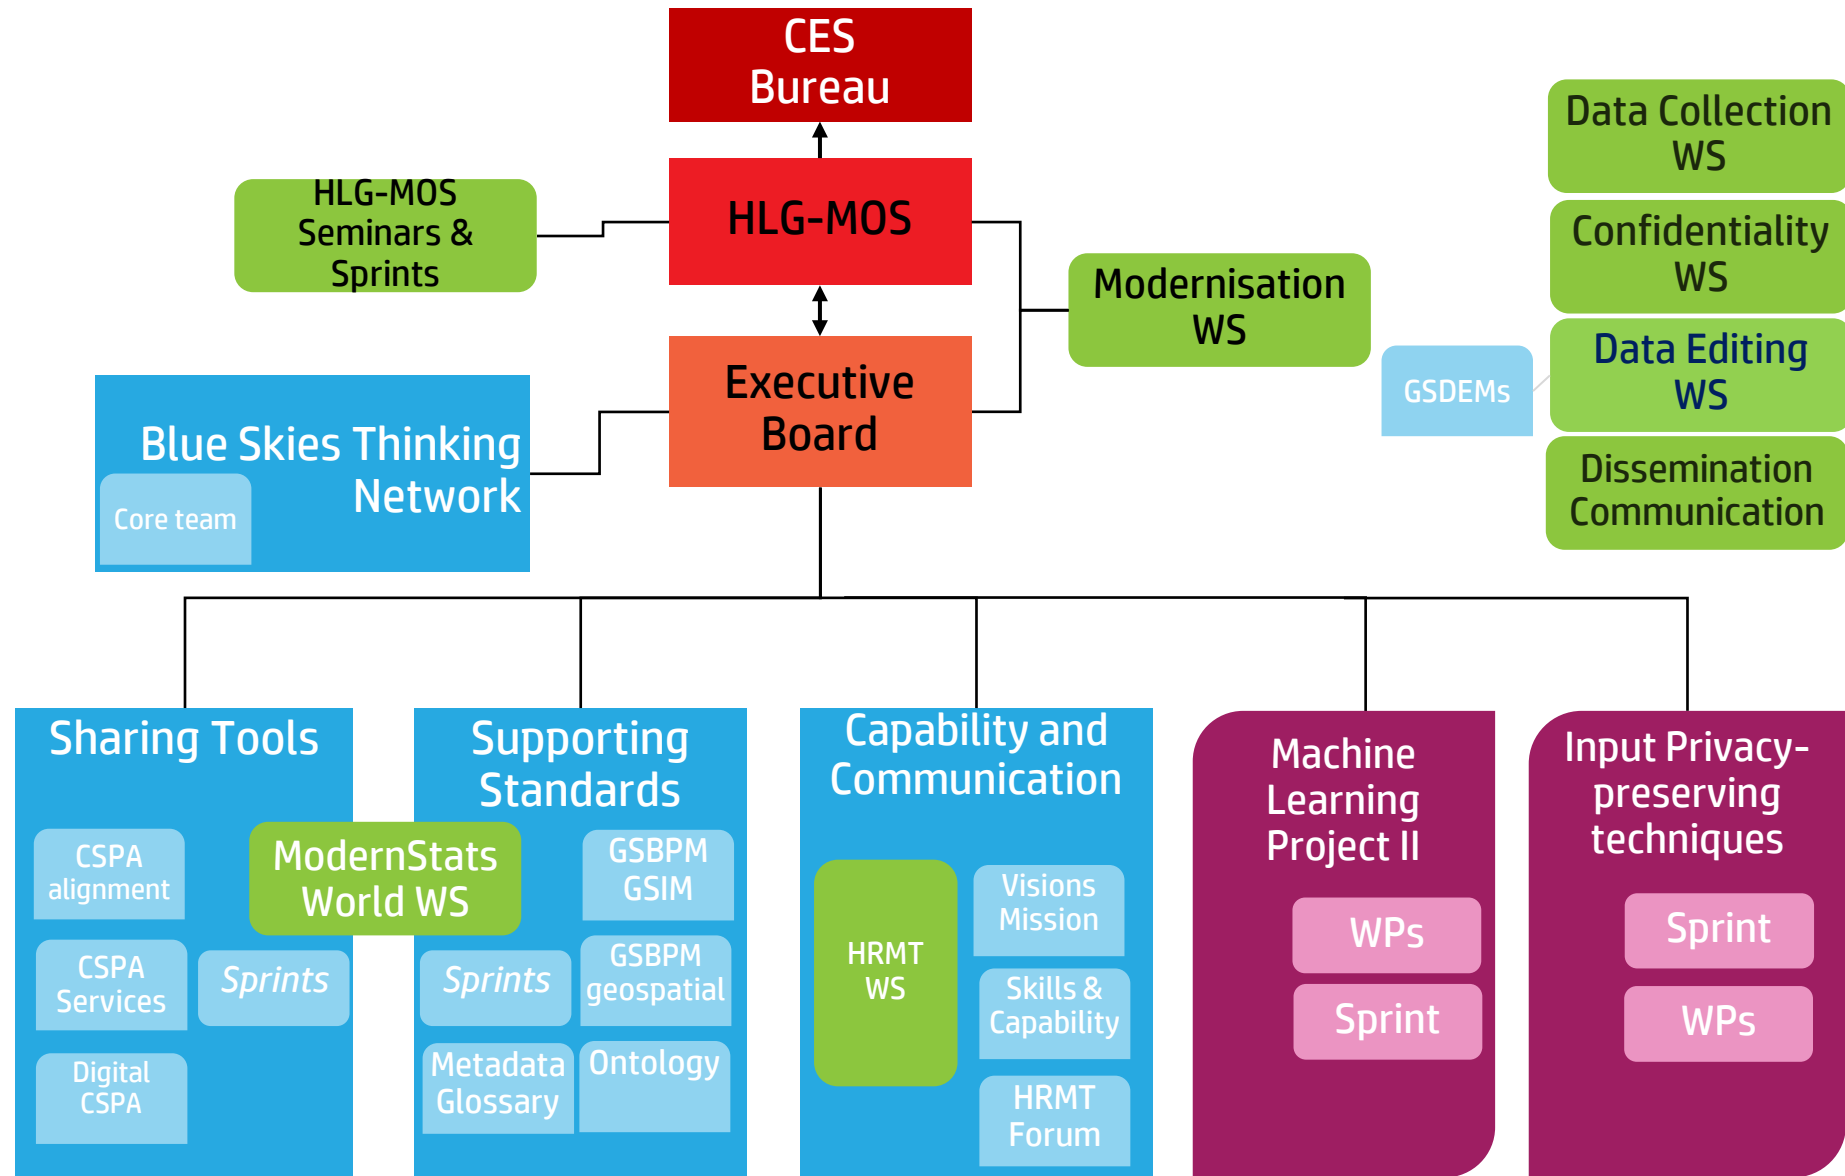 CES
Bureau
HLG-MOS
Seminars &
Sprints
HLG-MOS
Modernisation
WS
Data Collection
WS
Confidentiality
WS
Data Editing
WS
GSDEMs
Dissemination
Communication
Executive
Board
Blue Skies Thinking
Network
Core team
Sharing Tools
CSPA
alignment
CSPA
Services
Sprints
Digital
CSPA
ModernStats
World WS
Supporting
Standards
GSBPM
GSIM
Sprints
GSBPM
geospatial
Metadata
Glossary
Ontology
Capability and
Communication
HRMT
WS
Visions
Mission
Skills &
Capability
HRMT
Forum
Machine
Learning
Project II
WPs
Sprint
Input Privacy-
preserving
techniques
Sprint
WPs